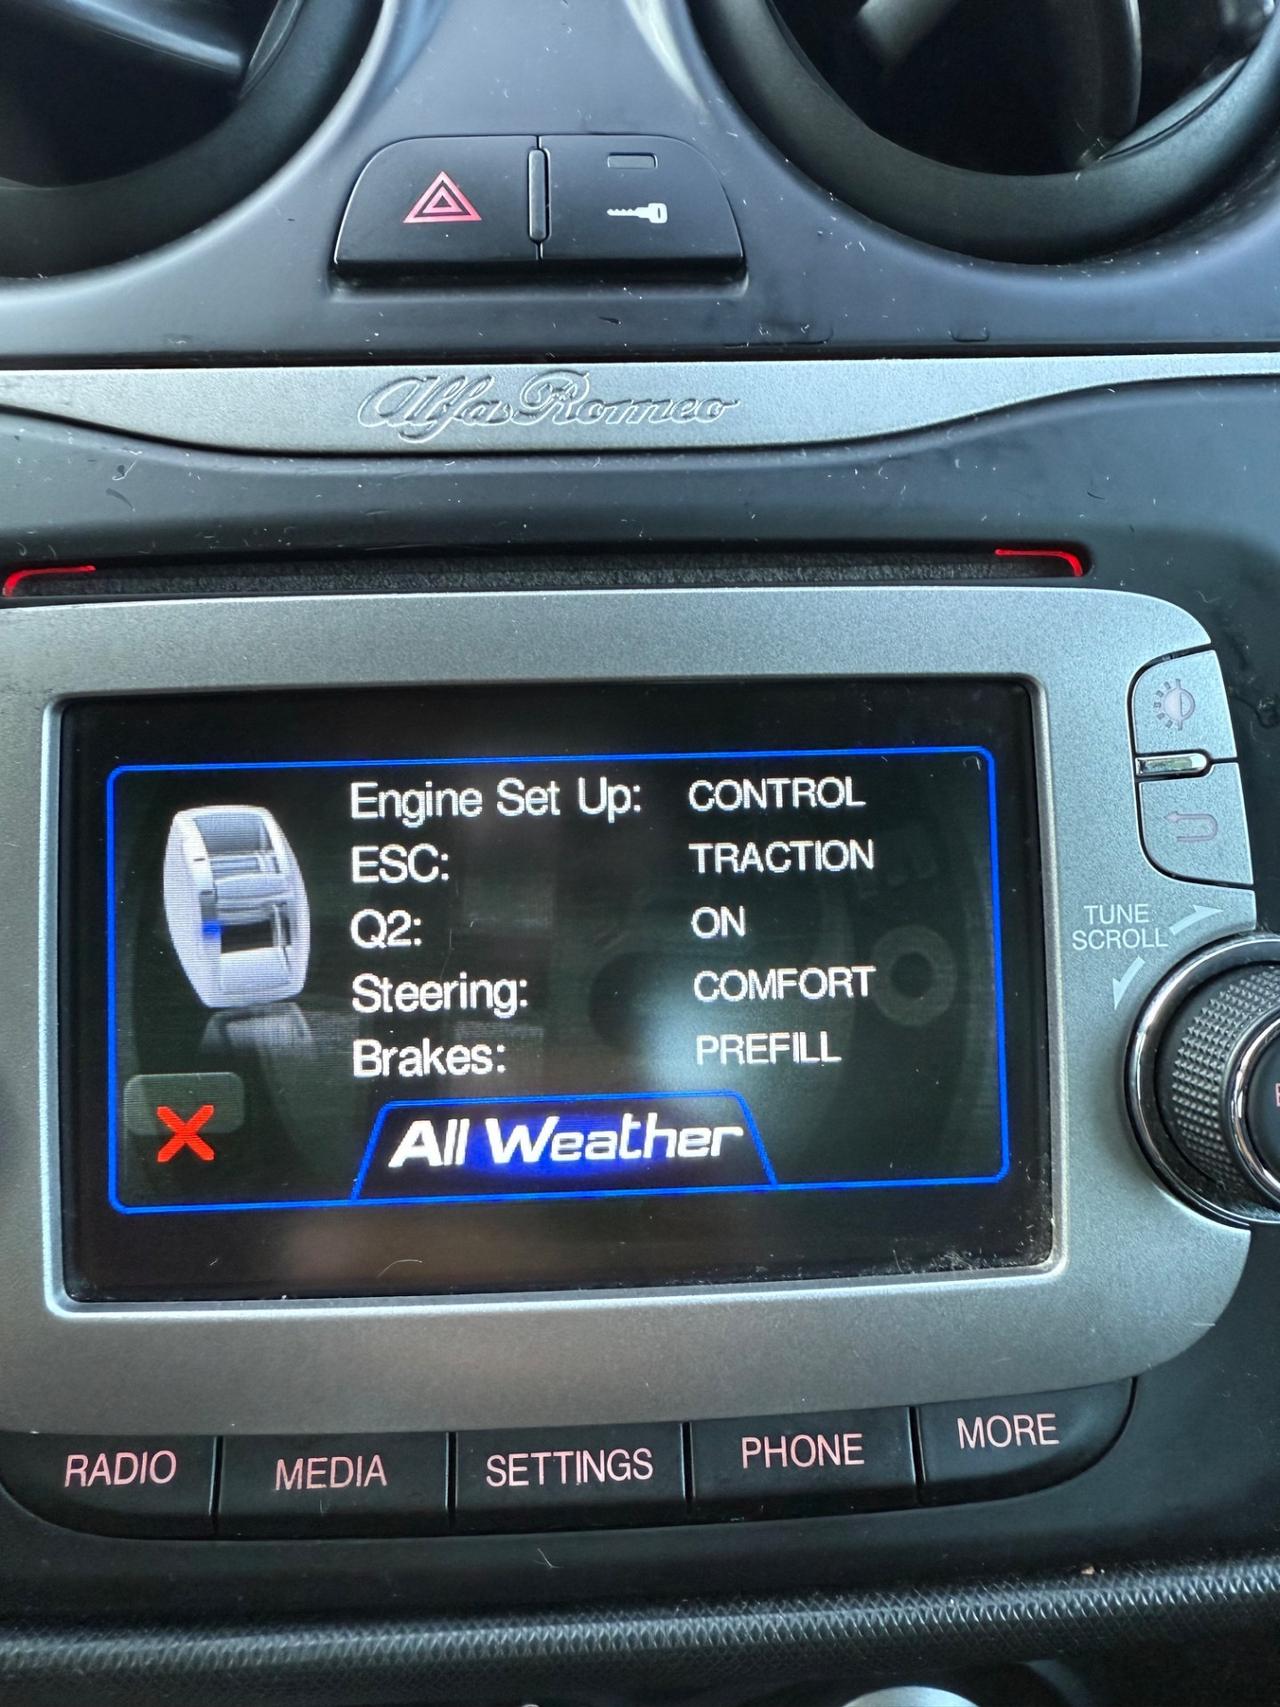 Alfa Romeo
Engine Set Up: CONTROL
ESC: TRACTION
Q2: ON
Steering: COMFORT
Brakes: PREFILL
All Weather
TUNE
SCROLL
RADIO MEDIA SETTINGS PHONE MORE